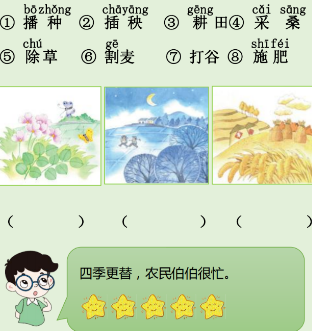 bōzhǒng chāyāng gēng cǎi sāng
① 播种 ② 插秧 ③ 耕田④ 采桑
chú gē shīféi
⑤ 除草 ⑥ 割麦 ⑦ 打谷 ⑧ 施肥
（ ） （ ） （ ）
四季更替，农民伯伯很忙。